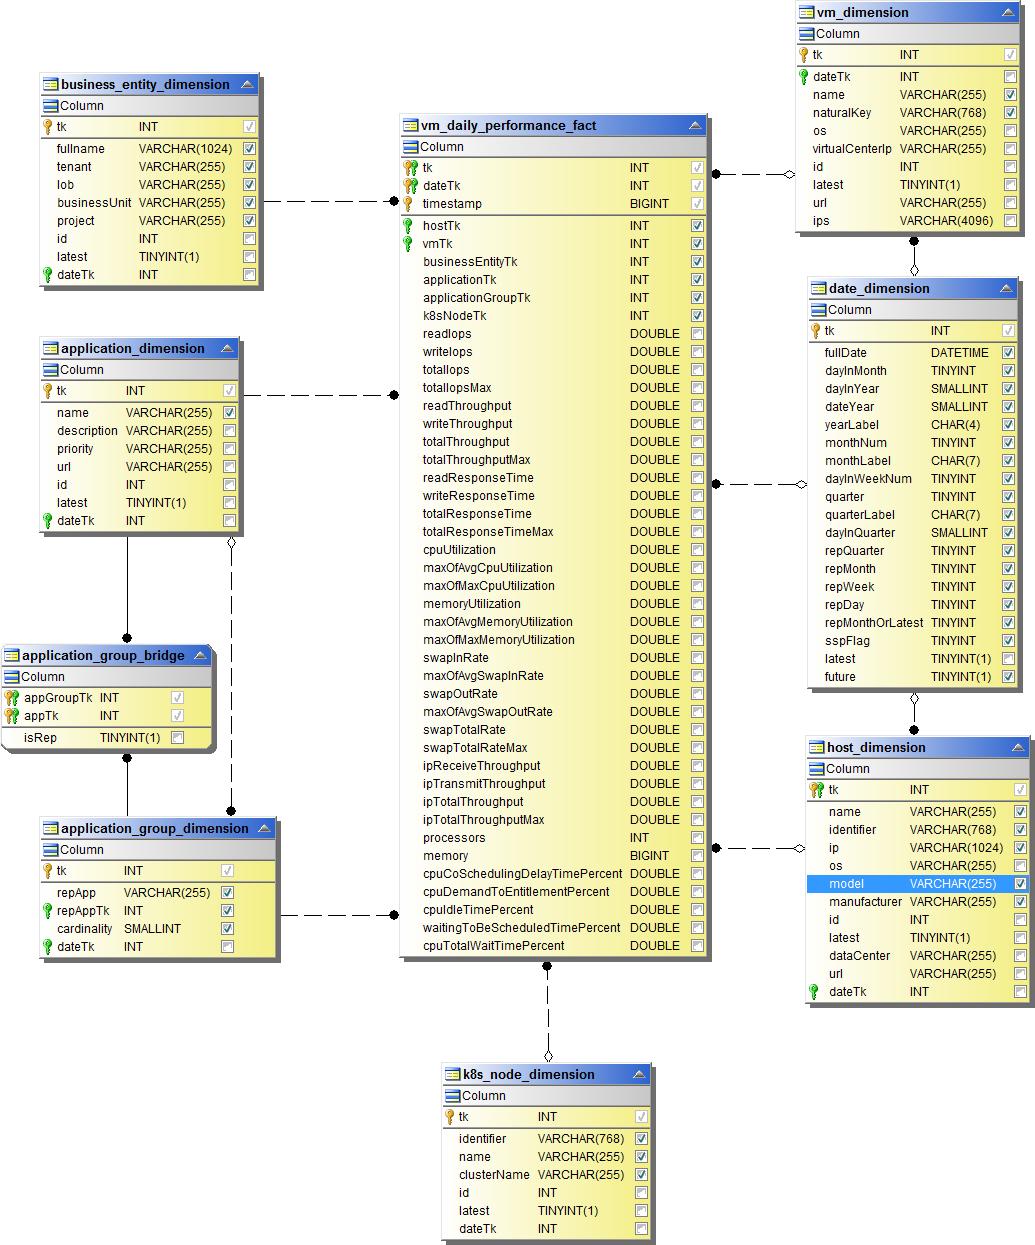 business_entity_dimension
Column
tk INT
fullname VARCHAR(1024)
tenant VARCHAR(255)
lob VARCHAR(255)
businessUnit VARCHAR(255)
project VARCHAR(255)
id INT
latest TINYINT(1)
dateTk INT
application_dimension
Column
tk INT
name VARCHAR(255)
description VARCHAR(255)
priority VARCHAR(255)
url VARCHAR(255)
id INT
latest TINYINT(1)
dateTk INT
application_group_bridge
Column
appGroupTk INT
appTk INT
isRep TINYINT(1)
application_group_dimension
Column
tk INT
repApp VARCHAR(255)
repAppTk INT
cardinality SMALLINT
dateTk INT
vm_daily_performance_fact
Column
tk INT
dateTk INT
timestamp BIGINT
hostTk INT
vmTk INT
businessEntityTk INT
applicationTk INT
applicationGroupTk INT
k8sNodeTk INT
readIops DOUBLE
writeIops DOUBLE
totalIops DOUBLE
totalIopsMax DOUBLE
readThroughput DOUBLE
writeThroughput DOUBLE
totalThroughput DOUBLE
totalThroughputMax DOUBLE
readResponseTime DOUBLE
writeResponseTime DOUBLE
totalResponseTime DOUBLE
totalResponseTimeMax DOUBLE
cpuUtilization DOUBLE
maxOfAvgCpuUtilization DOUBLE
maxOfMaxCpuUtilization DOUBLE
memoryUtilization DOUBLE
maxOfAvgMemoryUtilization DOUBLE
maxOfMaxMemoryUtilization DOUBLE
swapInRate DOUBLE
maxOfAvgSwapInRate DOUBLE
swapOutRate DOUBLE
maxOfAvgSwapOutRate DOUBLE
swapTotalRate DOUBLE
swapTotalRateMax DOUBLE
ipReceiveThroughput DOUBLE
ipTransmitThroughput DOUBLE
ipTotalThroughput DOUBLE
ipTotalThroughputMax DOUBLE
processors INT
memory BIGINT
cpuCoSchedulingDelayTimePercent DOUBLE
cpuDemandToEntitlementPercent DOUBLE
cpuIdleTimePercent DOUBLE
waitingToBeScheduledTimePercent DOUBLE
cpuTotalWaitTimePercent DOUBLE
k8s_node_dimension
Column
tk INT
identifier VARCHAR(768)
name VARCHAR(255)
clusterName VARCHAR(255)
id INT
latest TINYINT(1)
dateTk INT
vm_dimension
Column
tk INT
dateTk INT
name VARCHAR(255)
naturalKey VARCHAR(768)
os VARCHAR(255)
virtualCenterIp VARCHAR(255)
id INT
latest TINYINT(1)
url VARCHAR(255)
ips VARCHAR(4096)
date_dimension
Column
tk INT
fullDate DATETIME
dayInMonth TINYINT
dayInYear SMALLINT
dateYear SMALLINT
yearLabel CHAR(4)
monthNum TINYINT
monthLabel CHAR(7)
dayInWeekNum TINYINT
quarter TINYINT
quarterLabel CHAR(7)
dayInQuarter SMALLINT
repQuarter TINYINT
repMonth TINYINT
repWeek TINYINT
repDay TINYINT
repMonthOrLatest TINYINT
sspFlag TINYINT
latest TINYINT(1)
future TINYINT(1)
host_dimension
Column
tk INT
name VARCHAR(255)
identifier VARCHAR(768)
ip VARCHAR(1024)
os VARCHAR(255)
model VARCHAR(255)
manufacturer VARCHAR(255)
id INT
latest TINYINT(1)
dataCenter VARCHAR(255)
url VARCHAR(255)
dateTk INT